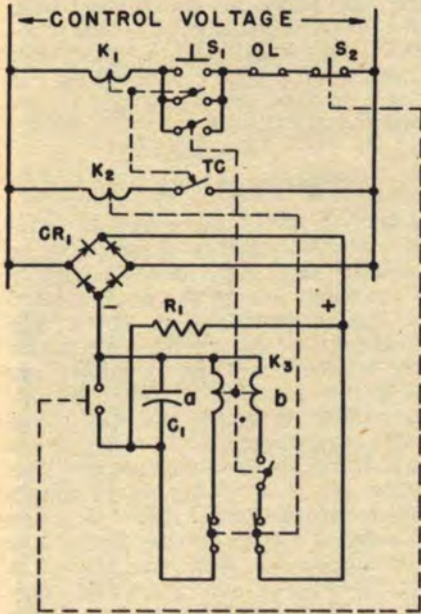 CONTROL VOLTAGE
K1 S1 OL S2
K2 TC
CR1
-
R1 +
K3
a b
C1